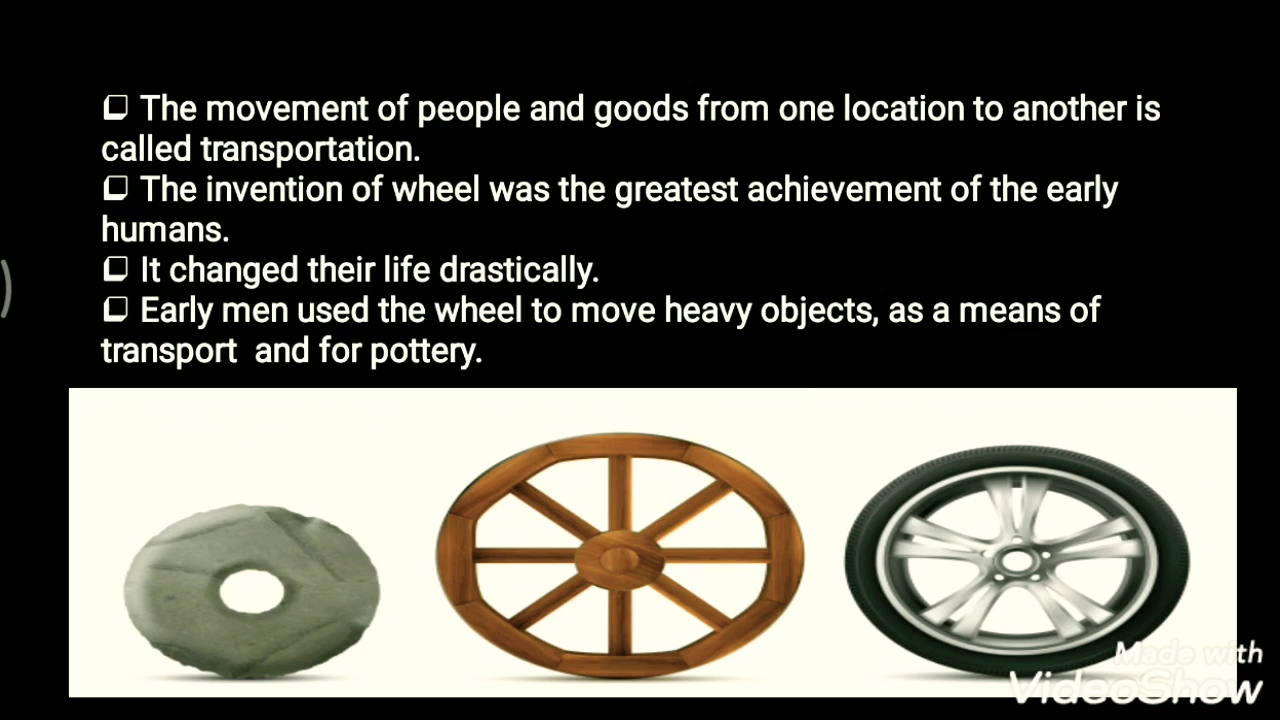 ❑ The movement of people and goods from one location to another is
called transportation.
❑ The invention of wheel was the greatest achievement of the early
humans.
❑ It changed their life drastically.
❑ Early men used the wheel to move heavy objects, as a means of
transport  and for pottery.
Made with
VideoShow